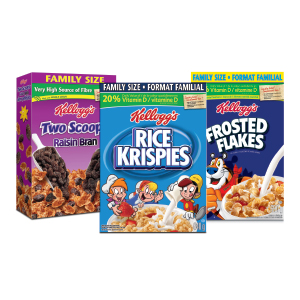 FAMILY SIZE
Very High Source of Fibre
Kellogg's
Two Scoops
Raisin Bran
FAMILY SIZE • FORMAT FAMILIAL
20%
Vitamin D / vitamine D
Kellogg's
RICE
KRISPIES
FAMILY SIZE • FORMAT FAMILIAL
Vitamin D / vitamine D
Kellogg's
FROSTED
FLAKES